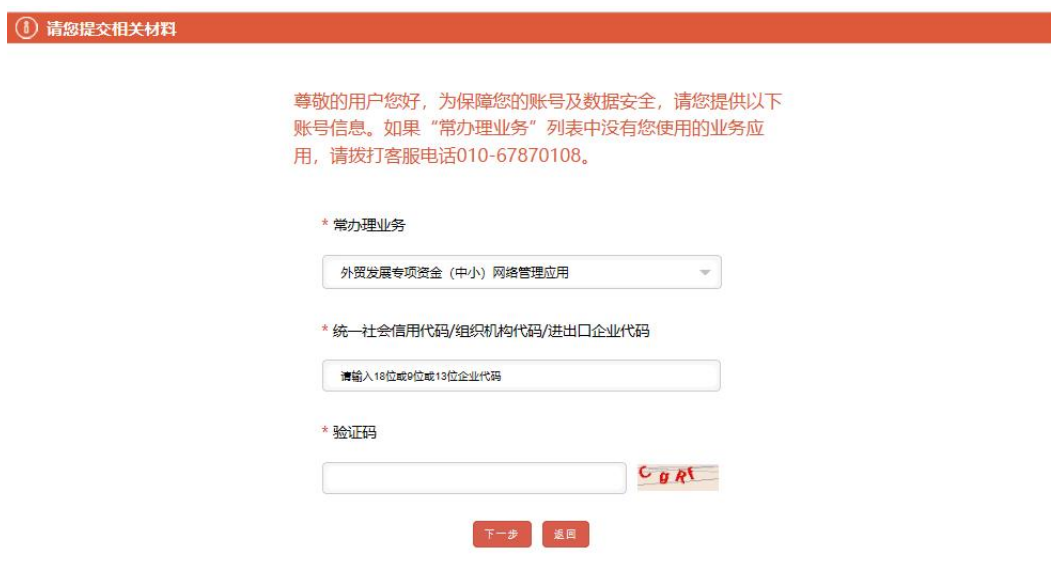 请您提交相关材料
尊敬的用户您好，为保障您的账号及数据安全，请您提供以下
账号信息。如果“常办理业务”列表中没有您使用的业务应
用，请拨打客服电话010-67870108。
* 常办理业务
外贸发展专项资金（中小）网络管理应用
* 统一社会信用代码/组织机构代码/进出口企业代码
请输入18位或9位或13位企业代码
* 验证码
CgRf
下一步 返回